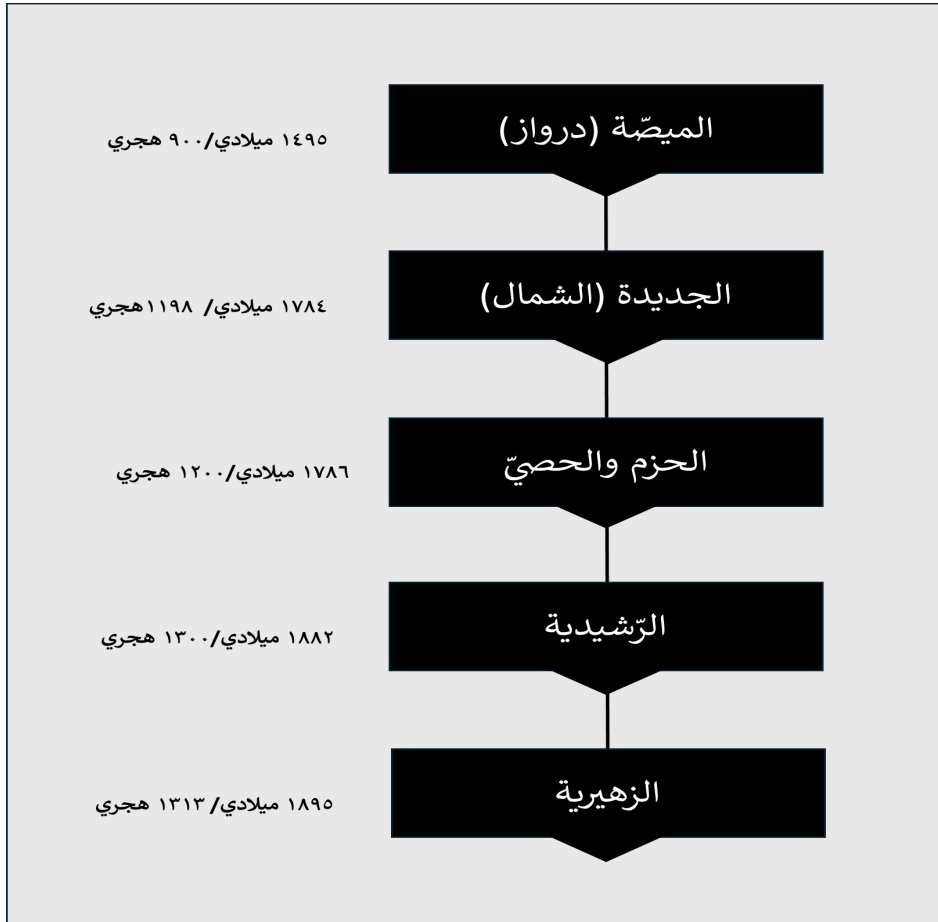 الميصّة (درواز)
١٤٩٥ ميلادي/٩٠٠ هجري
الجديدة (الشمال)
١٧٨٤ ميلادي/ ١١٩٨هجري
الحزم والحصيّ
١٧٨٦ ميلادي/١٢٠٠ هجري
الرّشيدية
١٨٨٢ ميلادي/١٣٠٠ هجري
الزهيرية
١٨٩٥ ميلادي/ ١٣١٣ هجري